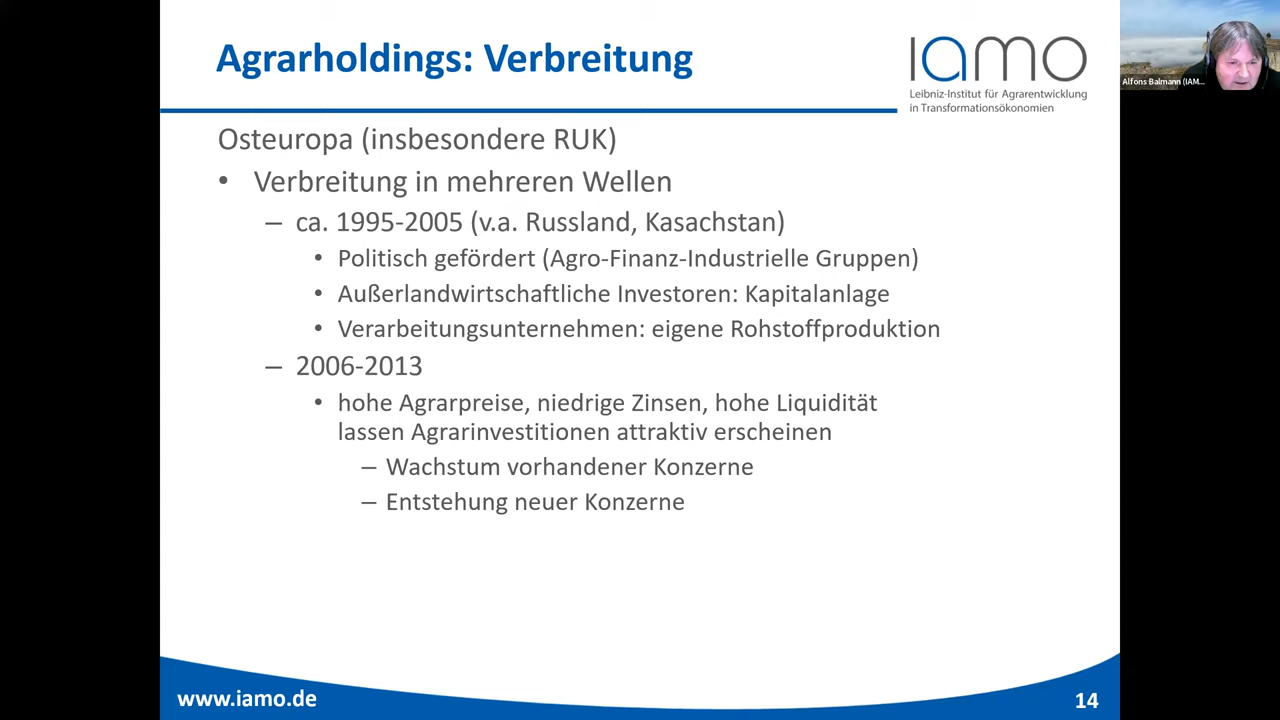 Agrarholdings: Verbreitung
iamo
Leibniz-Institut für Agrarentwicklung
in Transformationsökonomien
Alfons Balmann (IAM...
Osteuropa (insbesondere RUK)
• Verbreitung in mehreren Wellen
– ca. 1995-2005 (v.a. Russland, Kasachstan)
• Politisch gefördert (Agro-Finanz-Industrielle Gruppen)
• Außerlandwirtschaftliche Investoren: Kapitalanlage
• Verarbeitungsunternehmen: eigene Rohstoffproduktion
– 2006-2013
• hohe Agrarpreise, niedrige Zinsen, hohe Liquidität
lassen Agrarinvestitionen attraktiv erscheinen
– Wachstum vorhandener Konzerne
– Entstehung neuer Konzerne
www.iamo.de
14